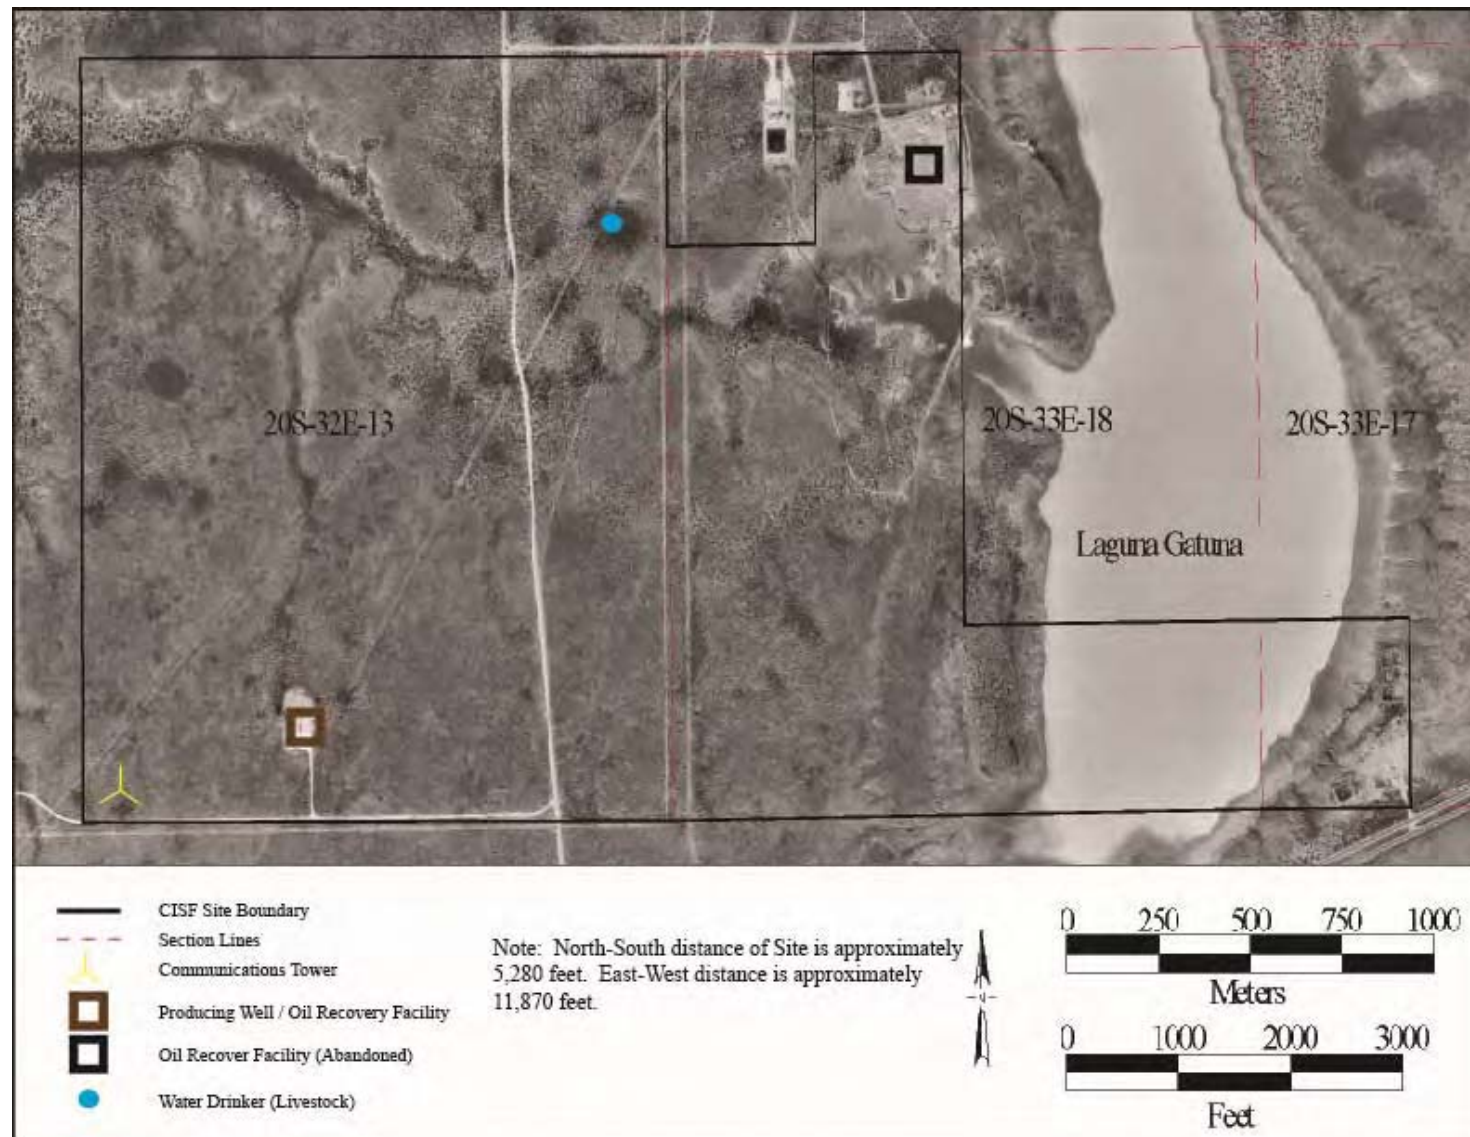 20S-32E-13
20S-33E-18
20S-33E-17
Laguna Gatuna
CISF Site Boundary
Section Lines
Communications Tower
Producing Well / Oil Recovery Facility
Oil Recover Facility (Abandoned)
Water Drinker (Livestock)
Note: North-South distance of Site is approximately
5,280 feet. East-West distance is approximately
11,870 feet.
N
0 250 500 750 1000
Meters
0 1000 2000 3000
Feet